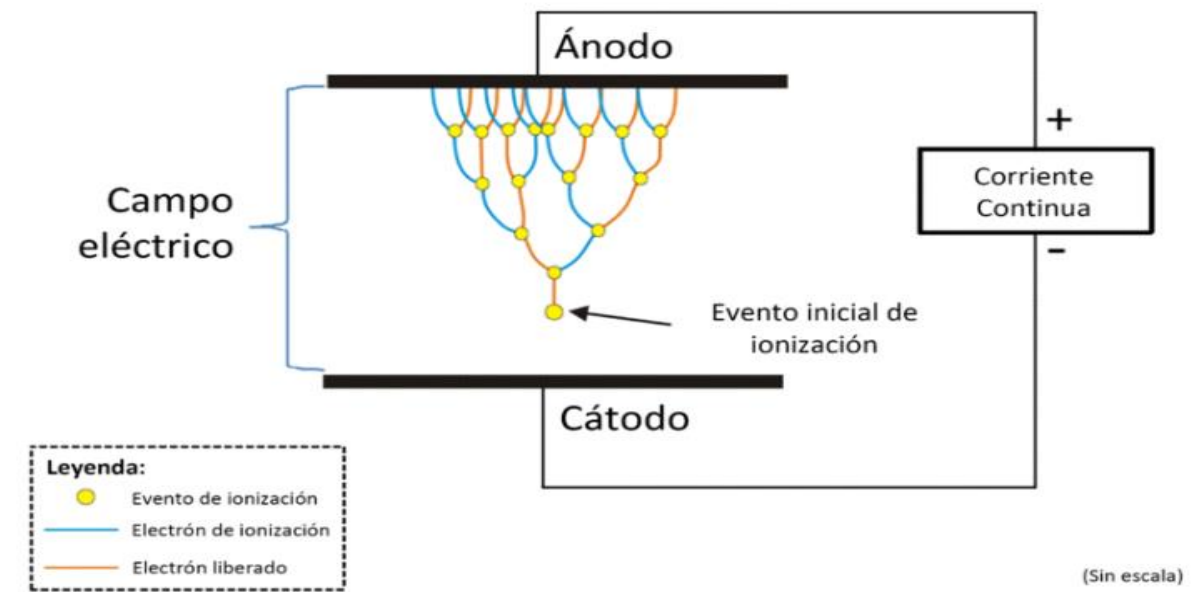 Ánodo
+
Corriente
Continua
–
Campo
eléctrico
Evento inicial de
ionización
Cátodo
Leyenda:
Evento de ionización
Electrón de ionización
Electrón liberado
(Sin escala)